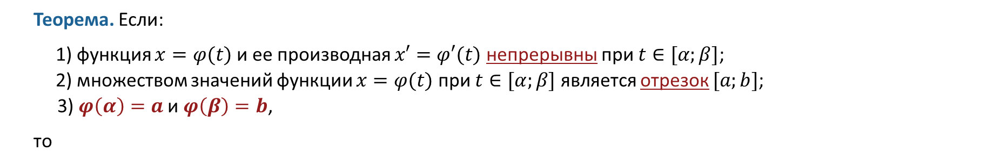 Теорема. Если:
1) функция x = φ(t) и ее производная x′ = φ′(t) непрерывны при t ∈ [α; β];
2) множеством значений функции x = φ(t) при t ∈ [α; β] является отрезок [a; b];
3) φ(α) = a и φ(β) = b,
то